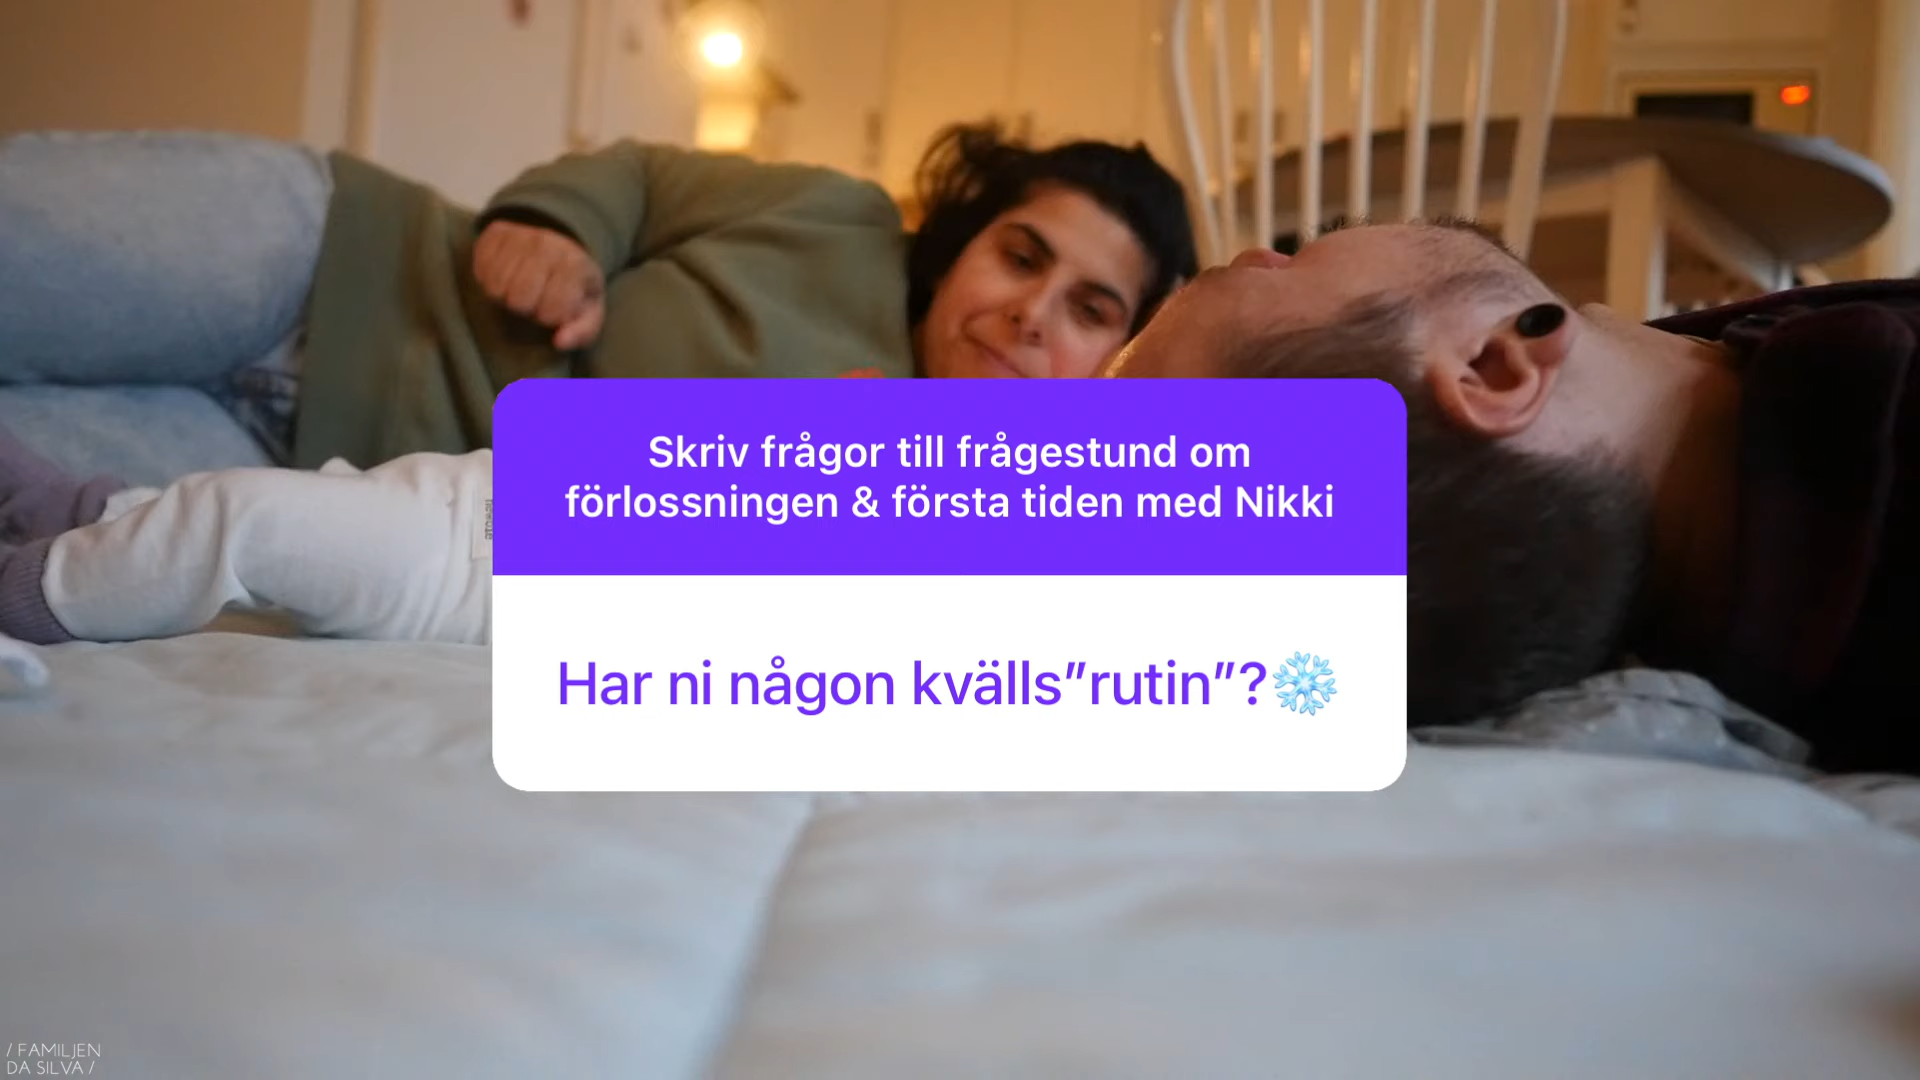 Skriv frågor till frågestund om
förlossningen & första tiden med Nikki
Har ni någon kvälls”rutin”?❄️
/ FAMILJEN
DA SILVA /